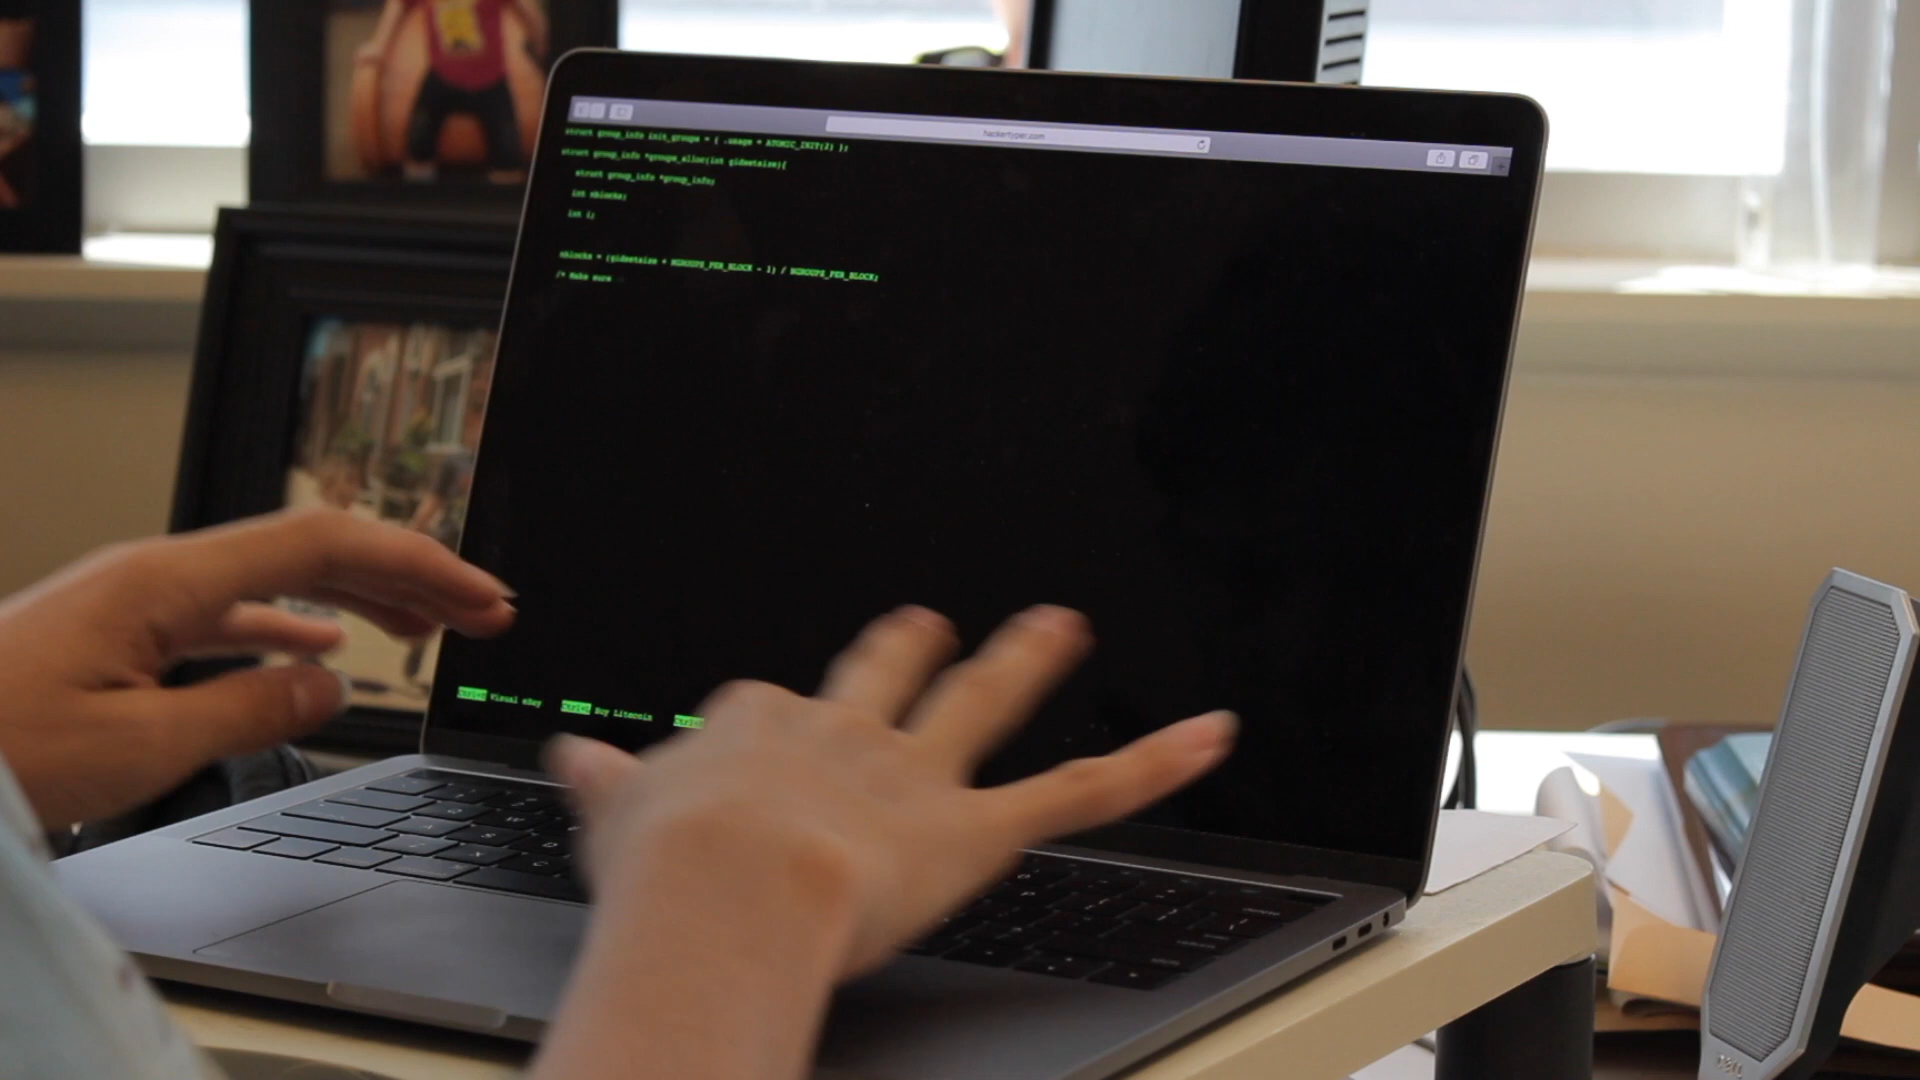 hackertyper.com
struct group_info init_groups = { .usage = ATOMIC_INIT(2) };
struct group_info *groups_alloc(int gidsetsize){
struct group_info *group_info;
int nblocks;
int i;
nblocks = (gidsetsize + NGROUPS_PER_BLOCK - 1) / NGROUPS_PER_BLOCK;
/* Make sure
Visual eBay Buy Litecoin
DELL